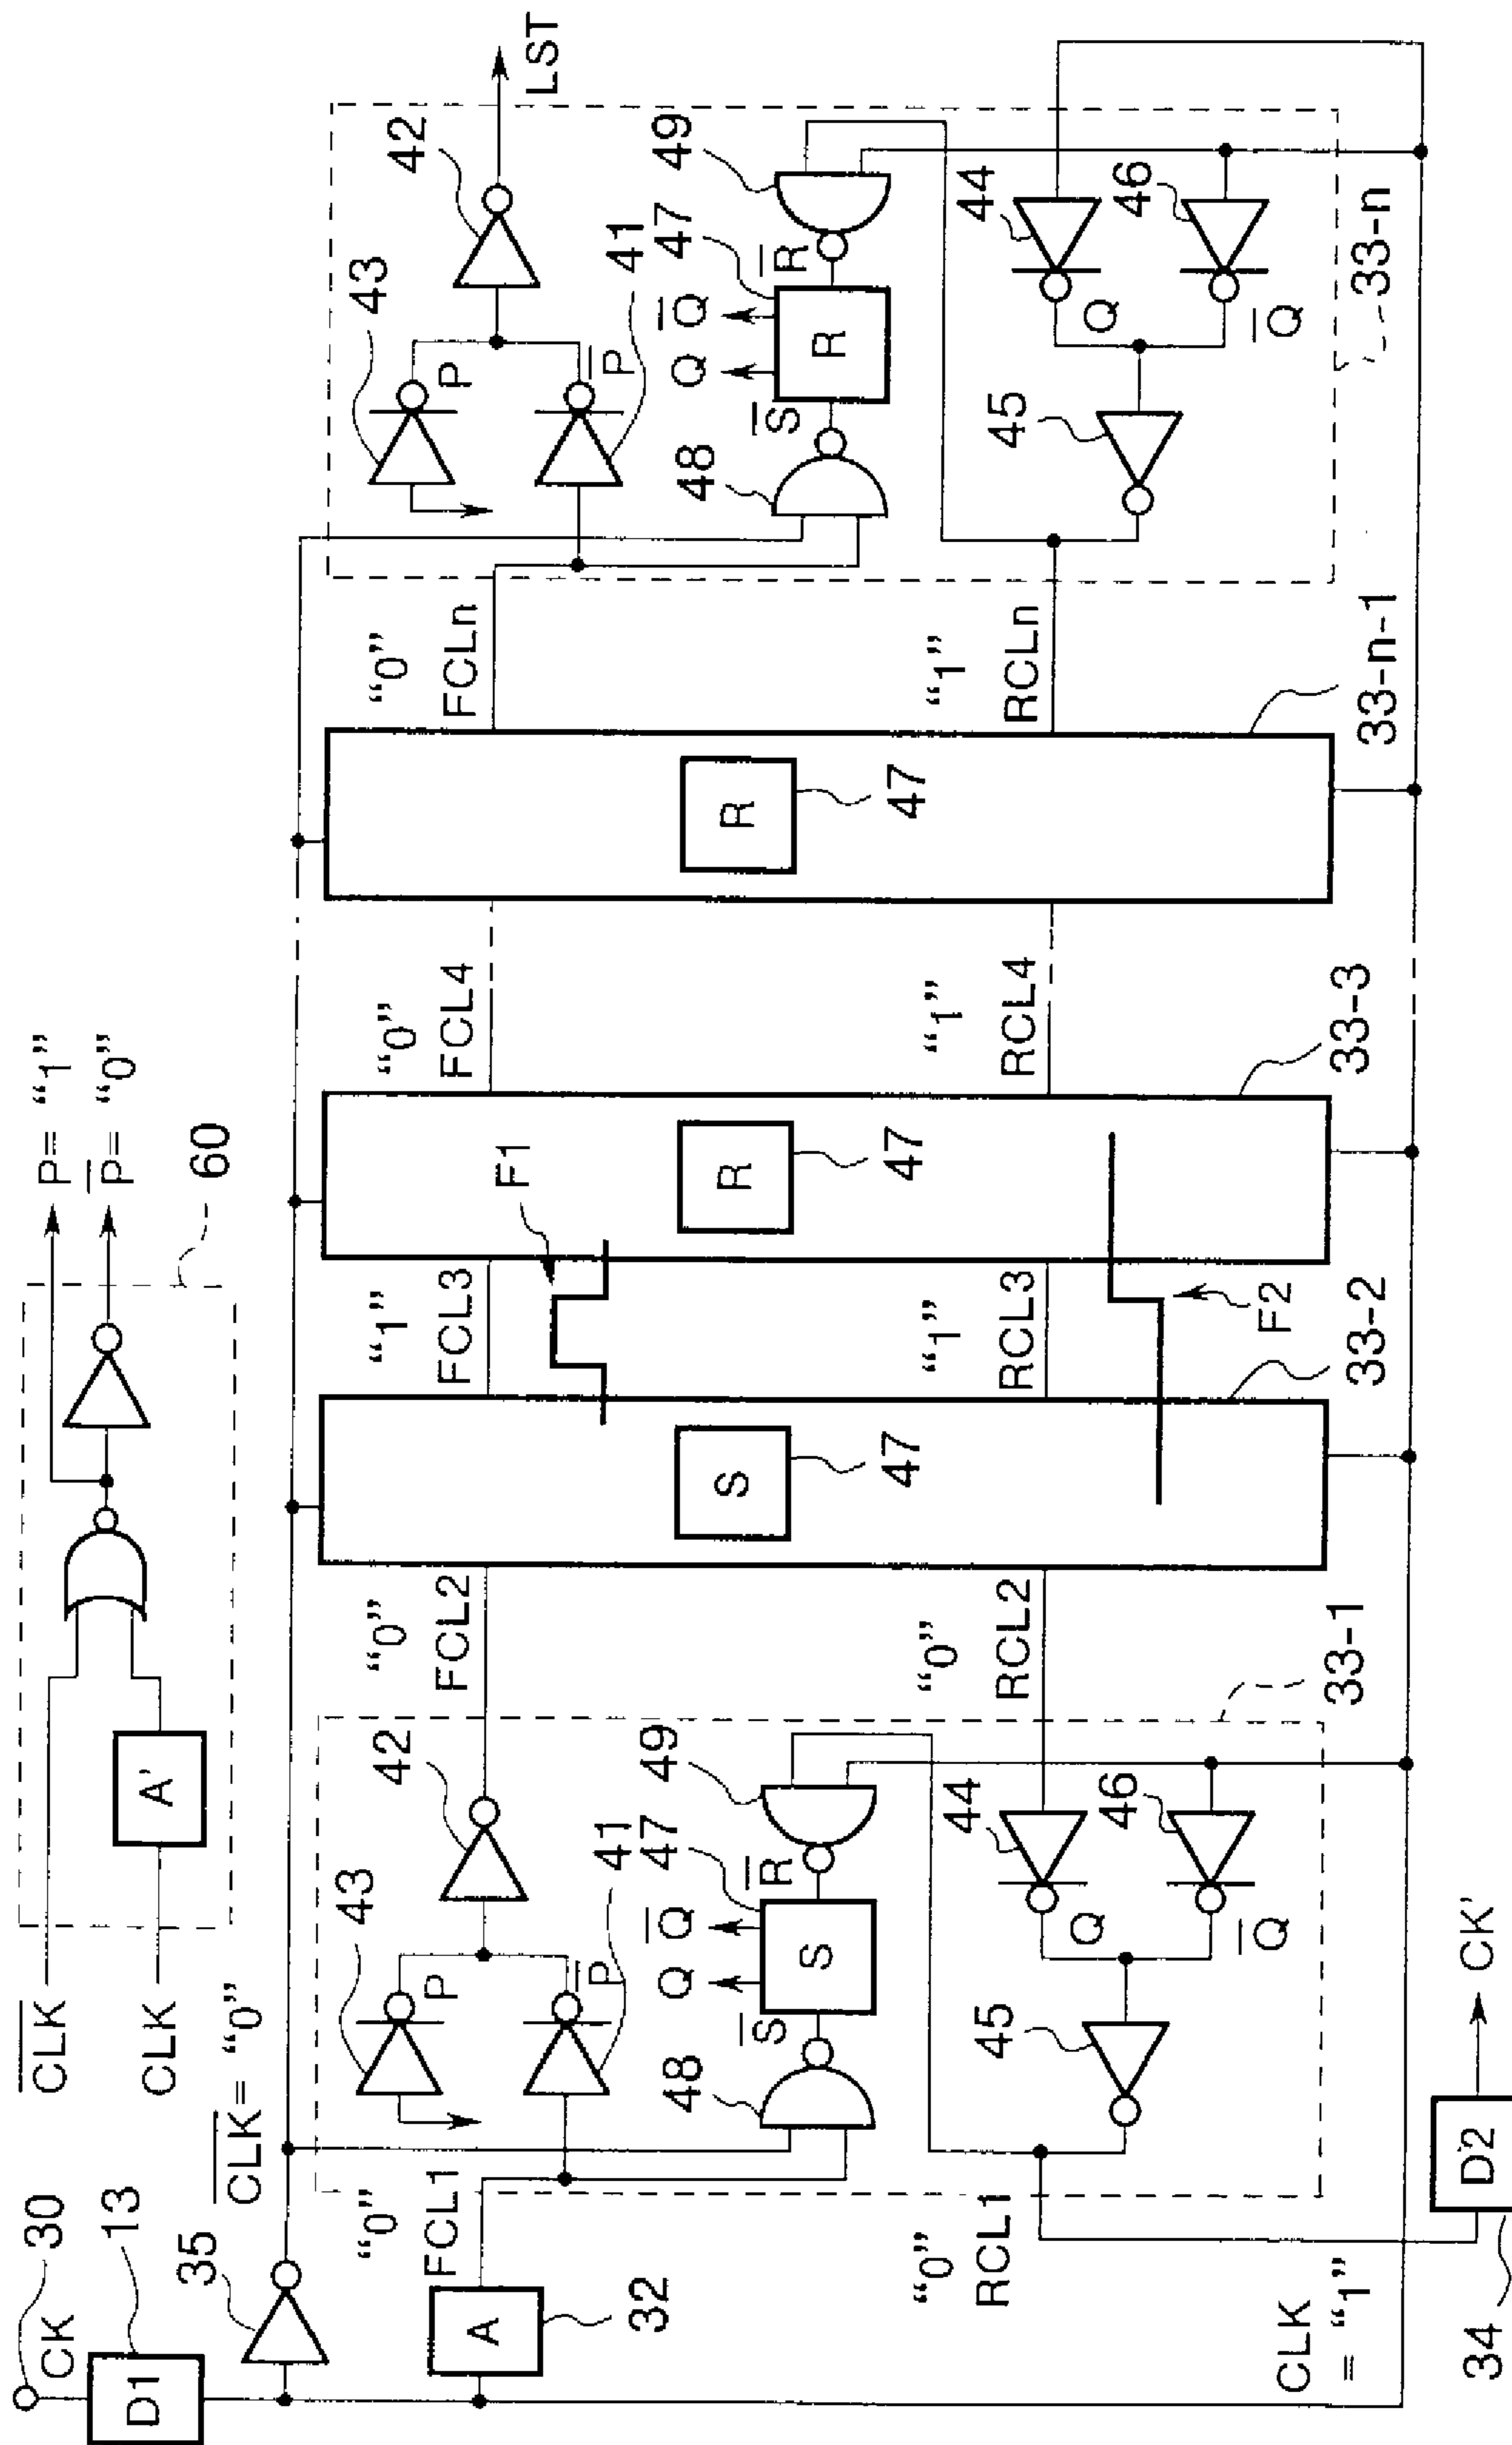 30
CK
D1
13
35
CLK = "0"
A
32
"0"
FCL1
"0"
RCL1
CLK
= "1"
34
D2
CK'
CLK
CLK
A'
60
P= "1"
P= "0"
43
P
42
P
41
48
S
Q
Q
S
47
R
49
45
Q
44
Q
46
33-1
"0"
FCL2
"0"
RCL2
S
47
33-2
"1"
FCL3
F1
"1"
RCL3
F2
R
47
33-3
"0"
FCL4
"1"
RCL4
R
47
33-n-1
"0"
FCLn
"1"
RCLn
43
P
42
LST
P
41
48
S
Q
Q
R
47
R
49
45
Q
44
Q
46
33-n